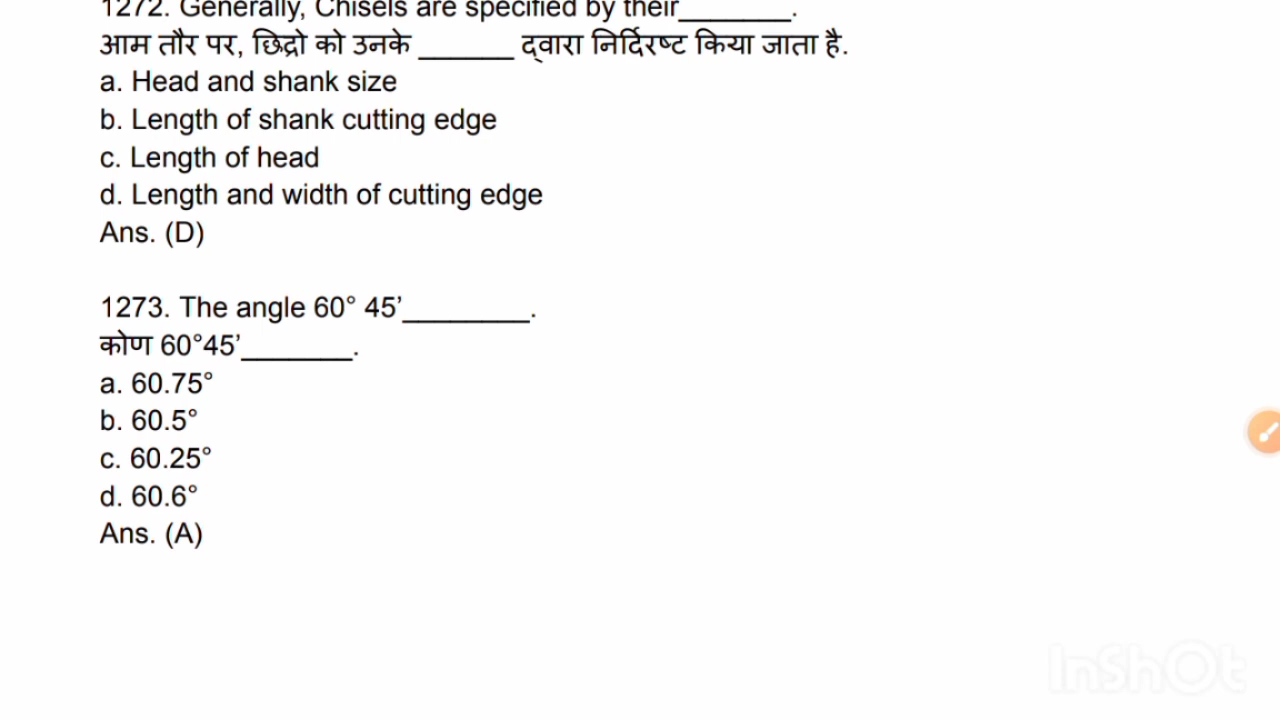 1272. Generally, Chisels are specified by their________.
आम तौर पर, छिद्रो को उनके ______ द्वारा निर्दिरष्ट किया जाता है.
a. Head and shank size
b. Length of shank cutting edge
c. Length of head
d. Length and width of cutting edge
Ans. (D)
1273. The angle 60° 45’________.
कोण 60°45’_______.
a. 60.75°
b. 60.5°
c. 60.25°
d. 60.6°
Ans. (A)
InShOt